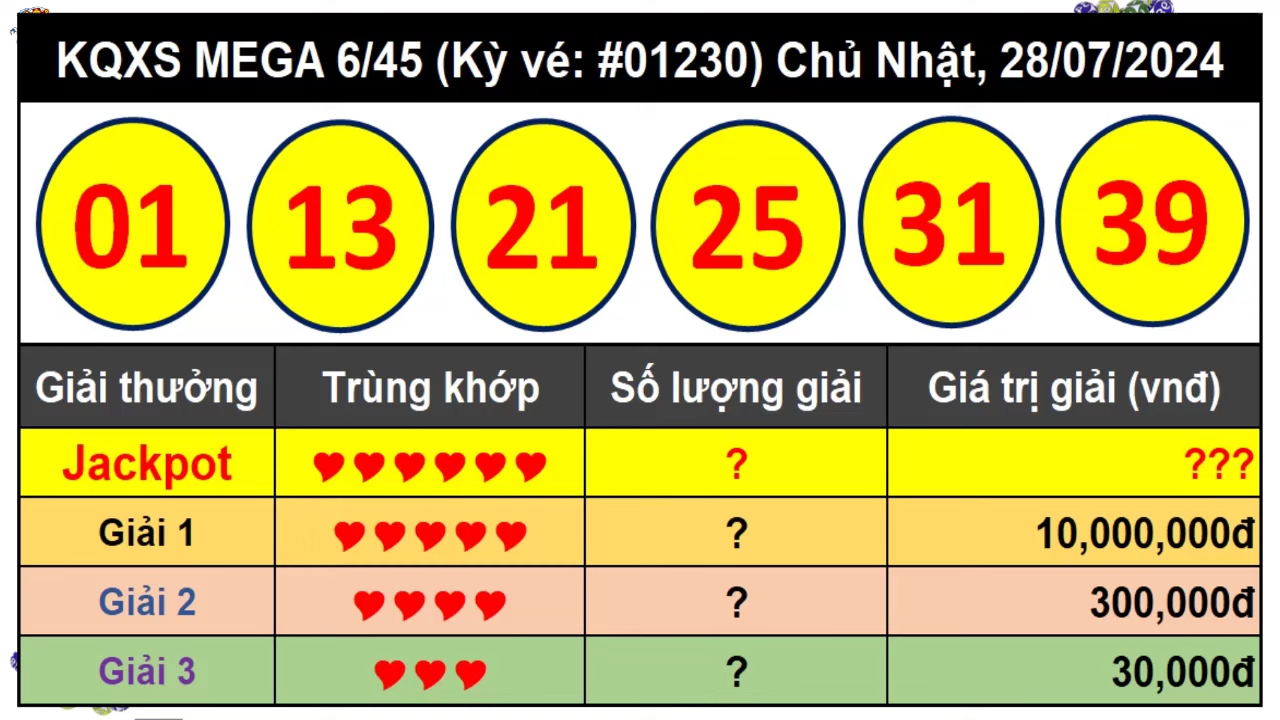 KQXS MEGA 6/45 (Kỳ vé: #01230) Chủ Nhật, 28/07/2024
01 13 21 25 31 39
Giải thưởng Trùng khớp Số lượng giải Giá trị giải (vnđ)
Jackpot ? ???
Giải 1 ? 10,000,000đ
Giải 2 ? 300,000đ
Giải 3 ? 30,000đ